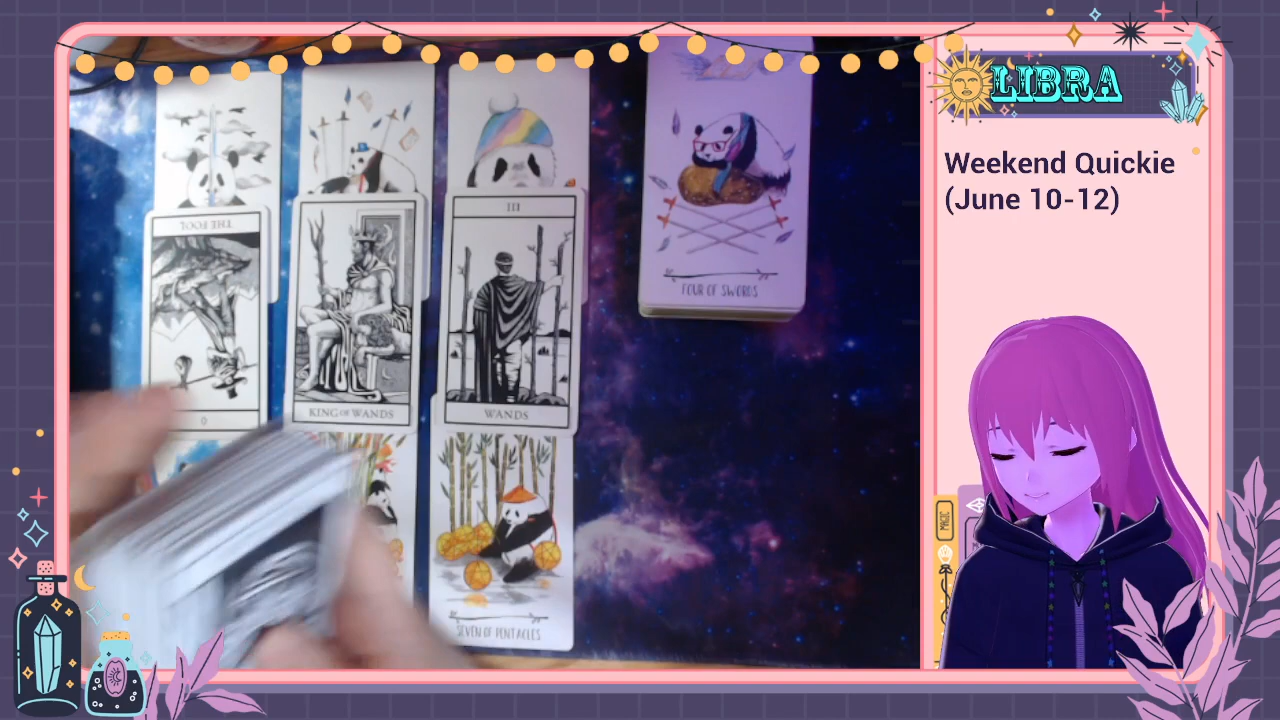 LIBRA
Weekend Quickie
(June 10-12)
FOUR OF SWORDS
THE FOOL
0
KING OF WANDS
III
WANDS
SEVEN OF PENTACLES
MAGIC